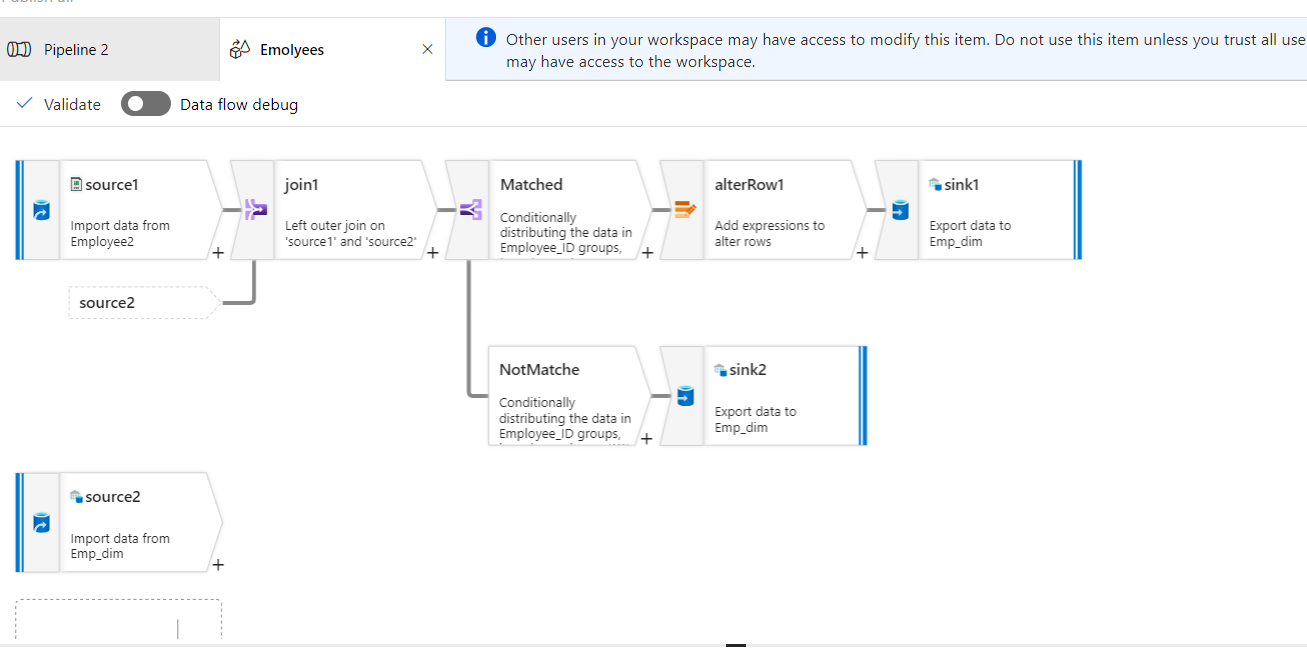 Publish all
Pipeline 2
Emolyees
Other users in your workspace may have access to modify this item. Do not use this item unless you trust all use
may have access to the workspace.
Validate
Data flow debug
source1
Import data from
Employee2
+
join1
Left outer join on
'source1' and 'source2'
+
Matched
Conditionally
distributing the data in
Employee_ID groups,
+
alterRow1
Add expressions to
alter rows
+
sink1
Export data to
Emp_dim
source2
NotMatche
Conditionally
distributing the data in
Employee_ID groups,
+
sink2
Export data to
Emp_dim
source2
Import data from
Emp_dim
+